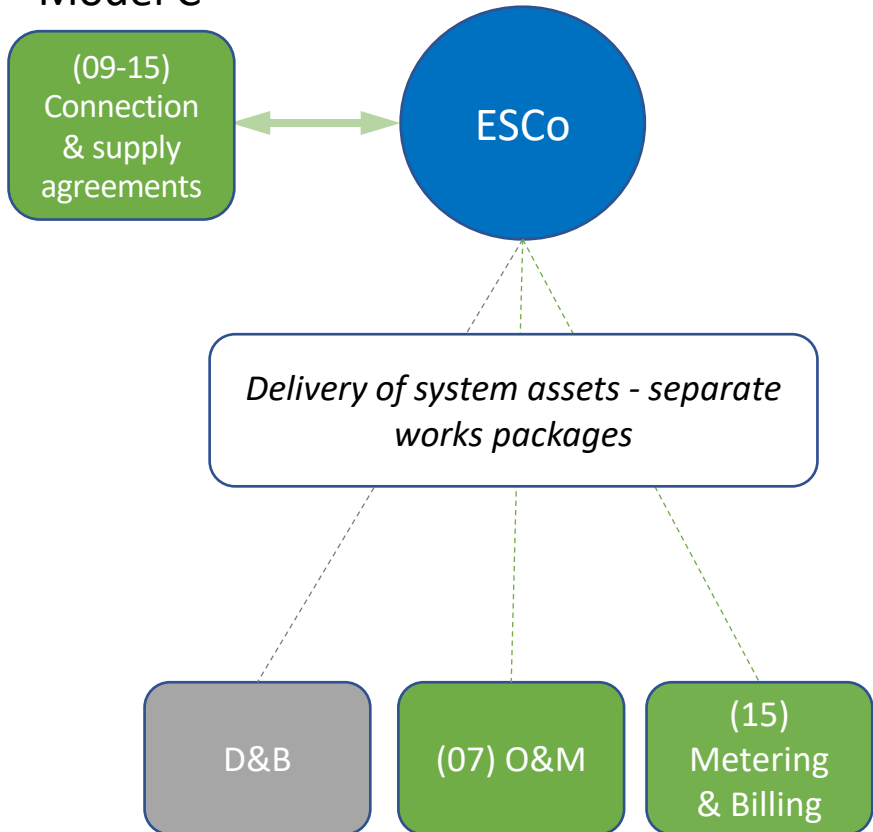 Model C
(09-15)
Connection
& supply
agreements
ESCo
Delivery of system assets - separate
works packages
D&B
(07) O&M
(15)
Metering
& Billing